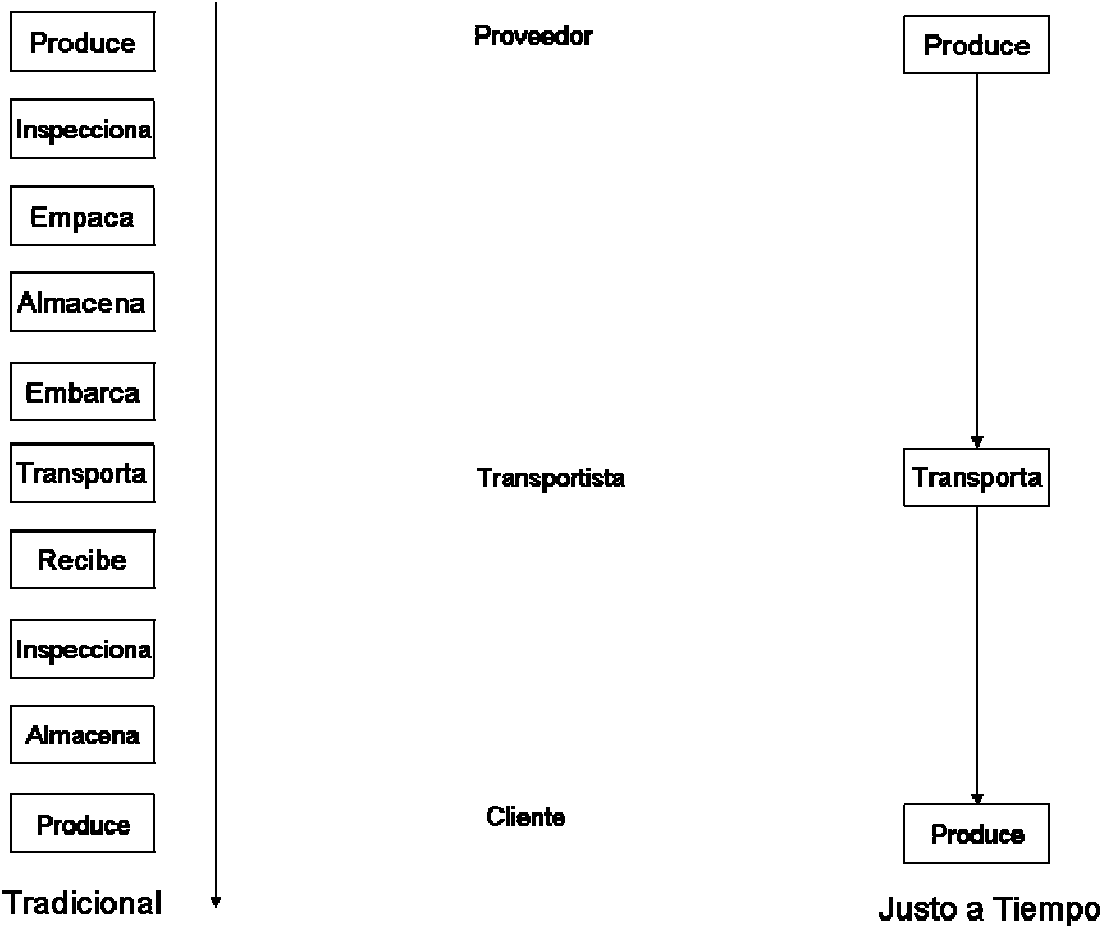 Produce
Proveedor
Produce
Inspecciona
Empaca
Almacena
Embarca
Transporta
Transportista
Transporta
Recibe
Inspecciona
Almacena
Produce
Cliente
Produce
Tradicional
Justo a Tiempo